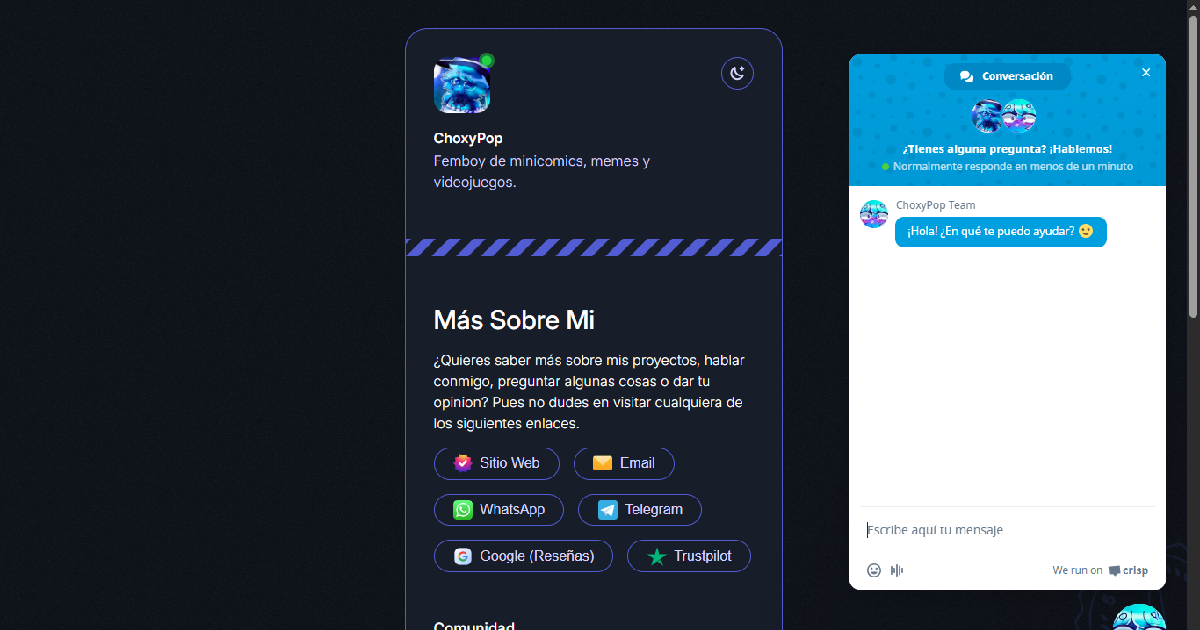 ChoxyPop
Femboy de minicomics, memes y
videojuegos.
Más Sobre Mi
¿Quieres saber más sobre mis proyectos, hablar
conmigo, preguntar algunas cosas o dar tu
opinion? Pues no dudes en visitar cualquiera de
los siguientes enlaces.
Sitio Web
Email
WhatsApp
Telegram
Google (Reseñas)
Trustpilot
Comunidad
Conversación
¿Tienes alguna pregunta? ¡Hablemos!
Normalmente responde en menos de un minuto
ChoxyPop Team
¡Hola! ¿En qué te puedo ayudar?
Escribe aquí tu mensaje
We run on crisp